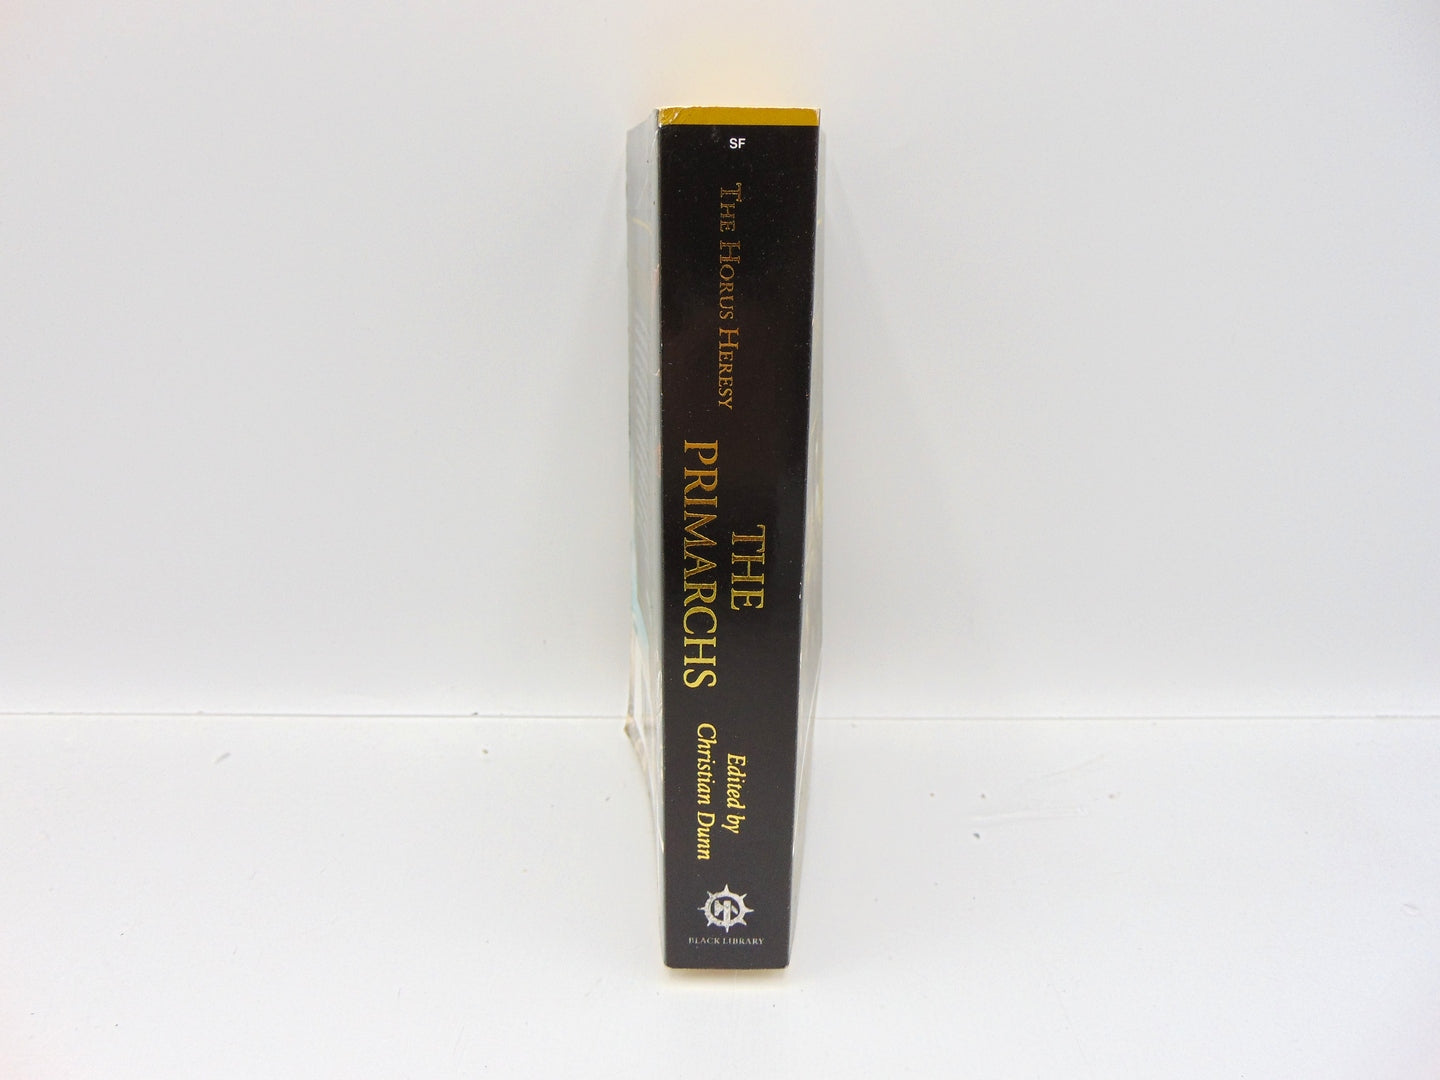 SF
THE HORUS HERESY
THE
PRIMARCHS
Edited by
Christian Dunn
BLACK LIBRARY